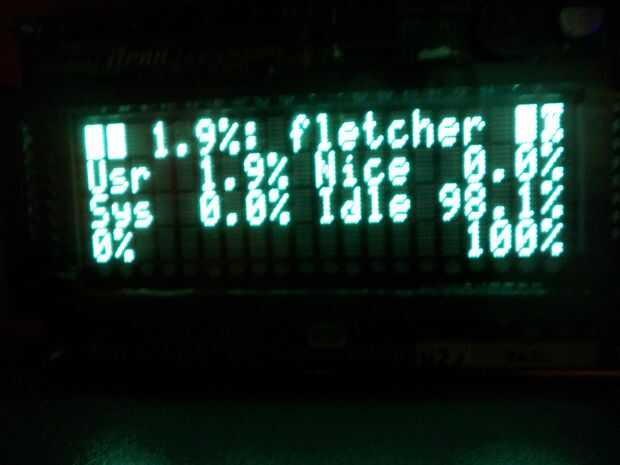 ██ 1.9%: fletcher █
Usr 1.9% Nice 0.0%
Sys 0.0% Idle 98.1%
0% 100%